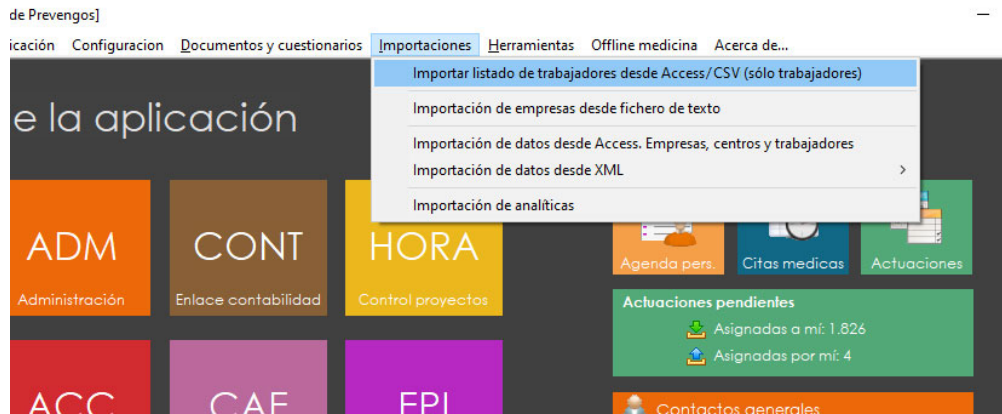 de Prevengos]
icación Configuracion Documentos y cuestionarios Importaciones Herramientas Offline medicina Acerca de...
Importar listado de trabajadores desde Access/CSV (sólo trabajadores)
Importación de empresas desde fichero de texto
Importación de datos desde Access. Empresas, centros y trabajadores
Importación de datos desde XML
Importación de analíticas
e la aplicación
ADM
Administración
CONT
Enlace contabilidad
HORA
Control proyectos
Agenda pers.
Citas medicas
Actuaciones
Actuaciones pendientes
Asignadas a mí: 1.826
Asignadas por mí: 4
ACC
CAE
EPI
Contactos generales